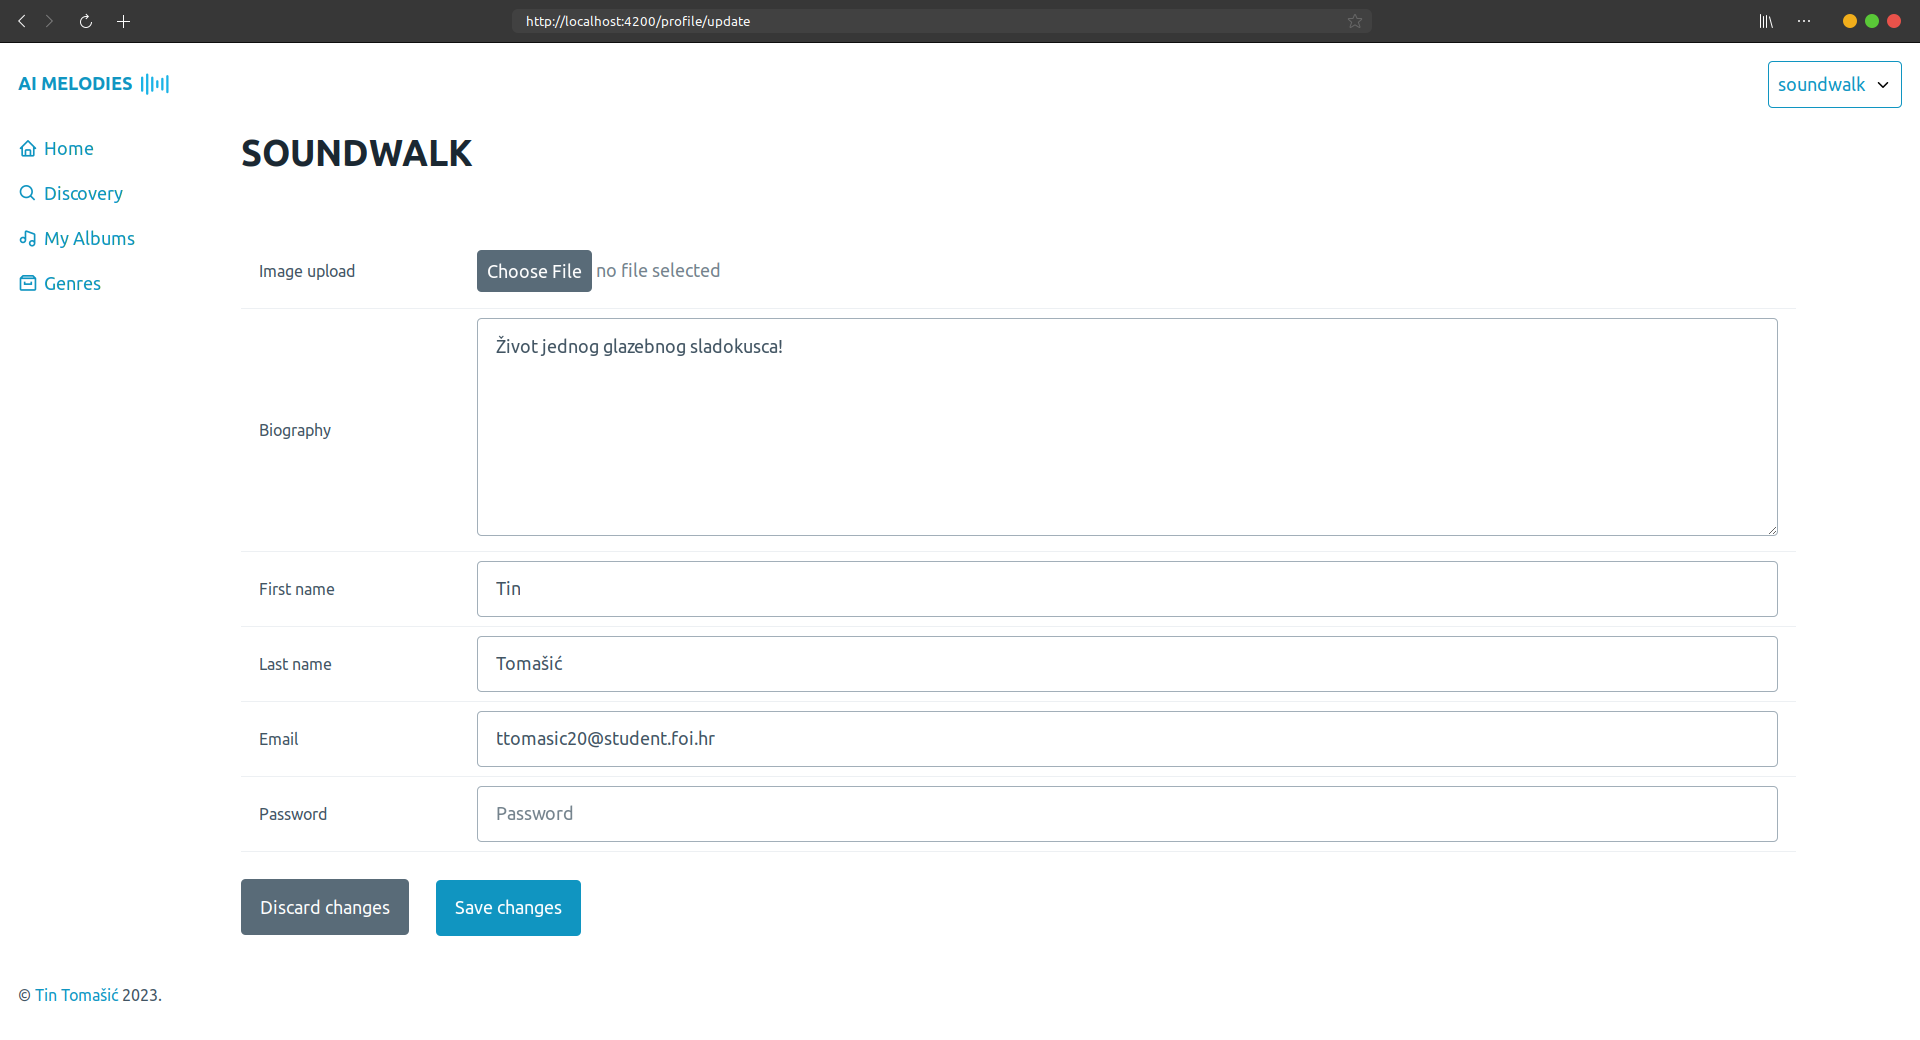 http://localhost:4200/profile/update
AI MELODIES
soundwalk
Home
Discovery
My Albums
Genres
SOUNDWALK
Image upload
Choose File no file selected
Biography
Život jednog glazebnog sladokusca!
First name
Tin
Last name
Tomašić
Email
ttomasic20@student.foi.hr
Password
Password
Discard changes
Save changes
© Tin Tomašić 2023.